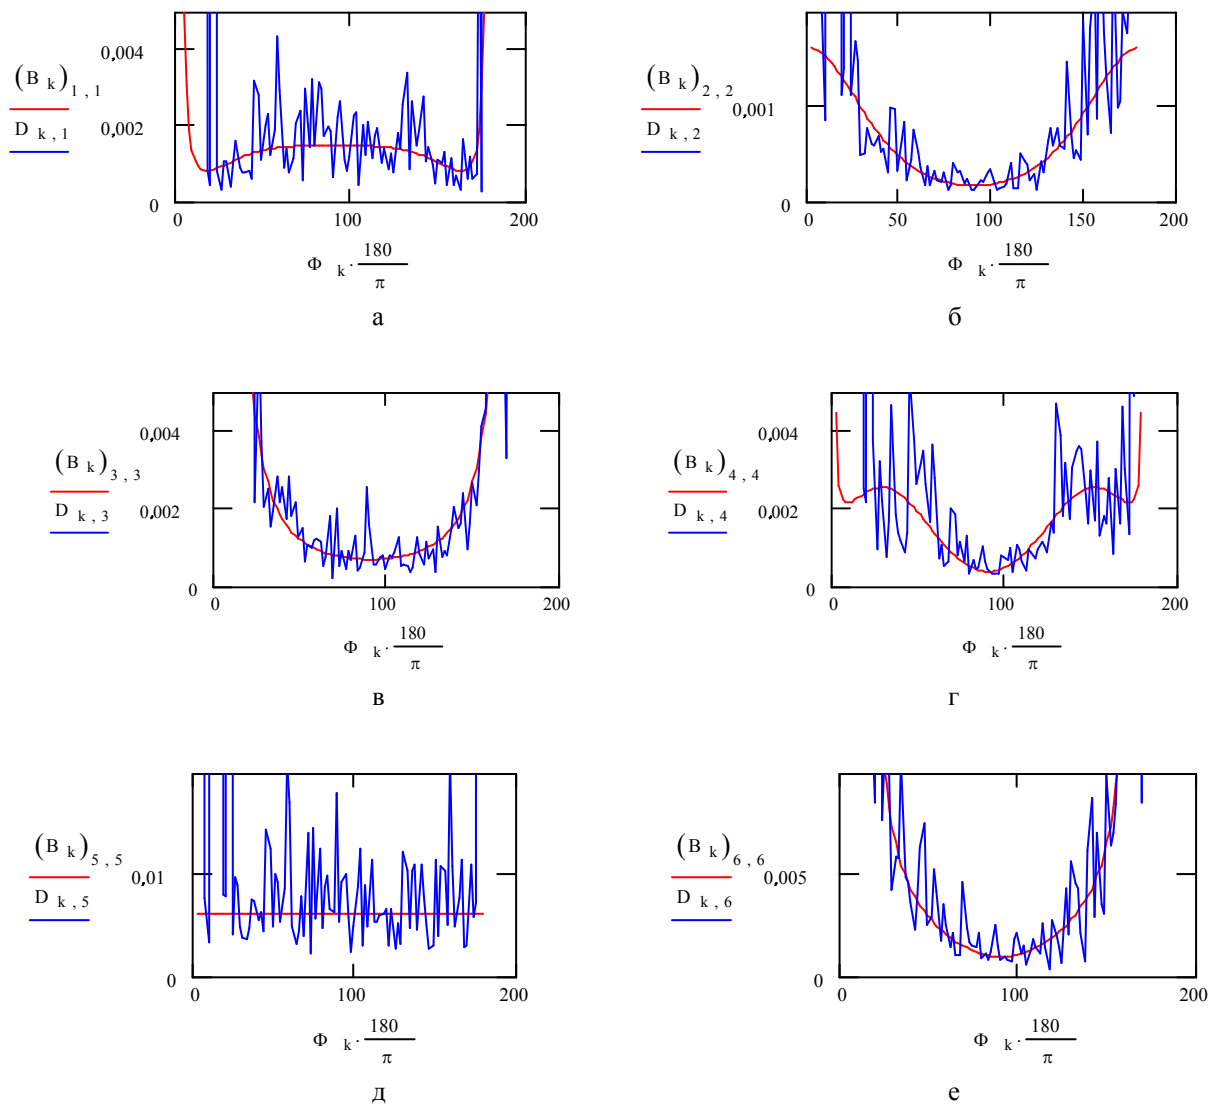 0,004
(B k)1 , 1
D k , 1
0,002
0
0 100 200
Φ k · 180
π
а
(B k)2 , 2
D k , 2
0,001
0
0 50 100 150 200
Φ k · 180
π
б
0,004
(B k)3 , 3
D k , 3
0,002
0
0 100 200
Φ k · 180
π
в
0,004
(B k)4 , 4
D k , 4
0,002
0
0 100 200
Φ k · 180
π
г
(B k)5 , 5
D k , 5
0,01
0
0 100 200
Φ k · 180
π
д
(B k)6 , 6
D k , 6
0,005
0
0 100 200
Φ k · 180
π
е